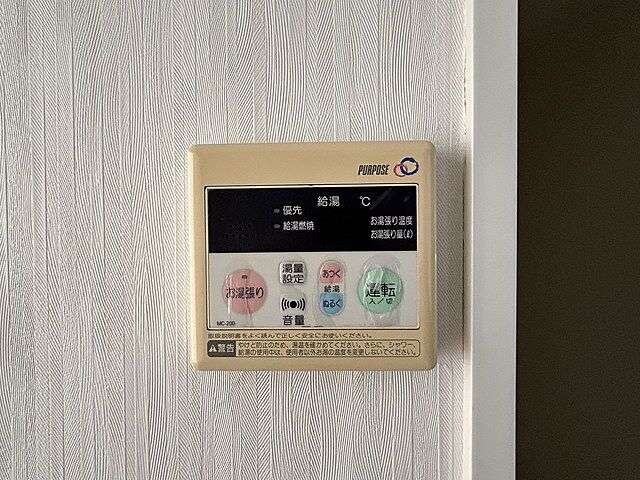 PURPOSE
給湯 ℃
優先
給湯燃焼
お湯張り温度
お湯張り量(ℓ)
お湯張り
湯量
設定
音量
あつく
給湯
ぬるく
運転
入/切
MC-200
取扱説明書をよく読んで正しく安全にお使いください。
警告
やけど防止のため、湯温を確かめてください。さらに、シャワー、
給湯の使用中は、使用者以外お湯の温度を変更しないでください。